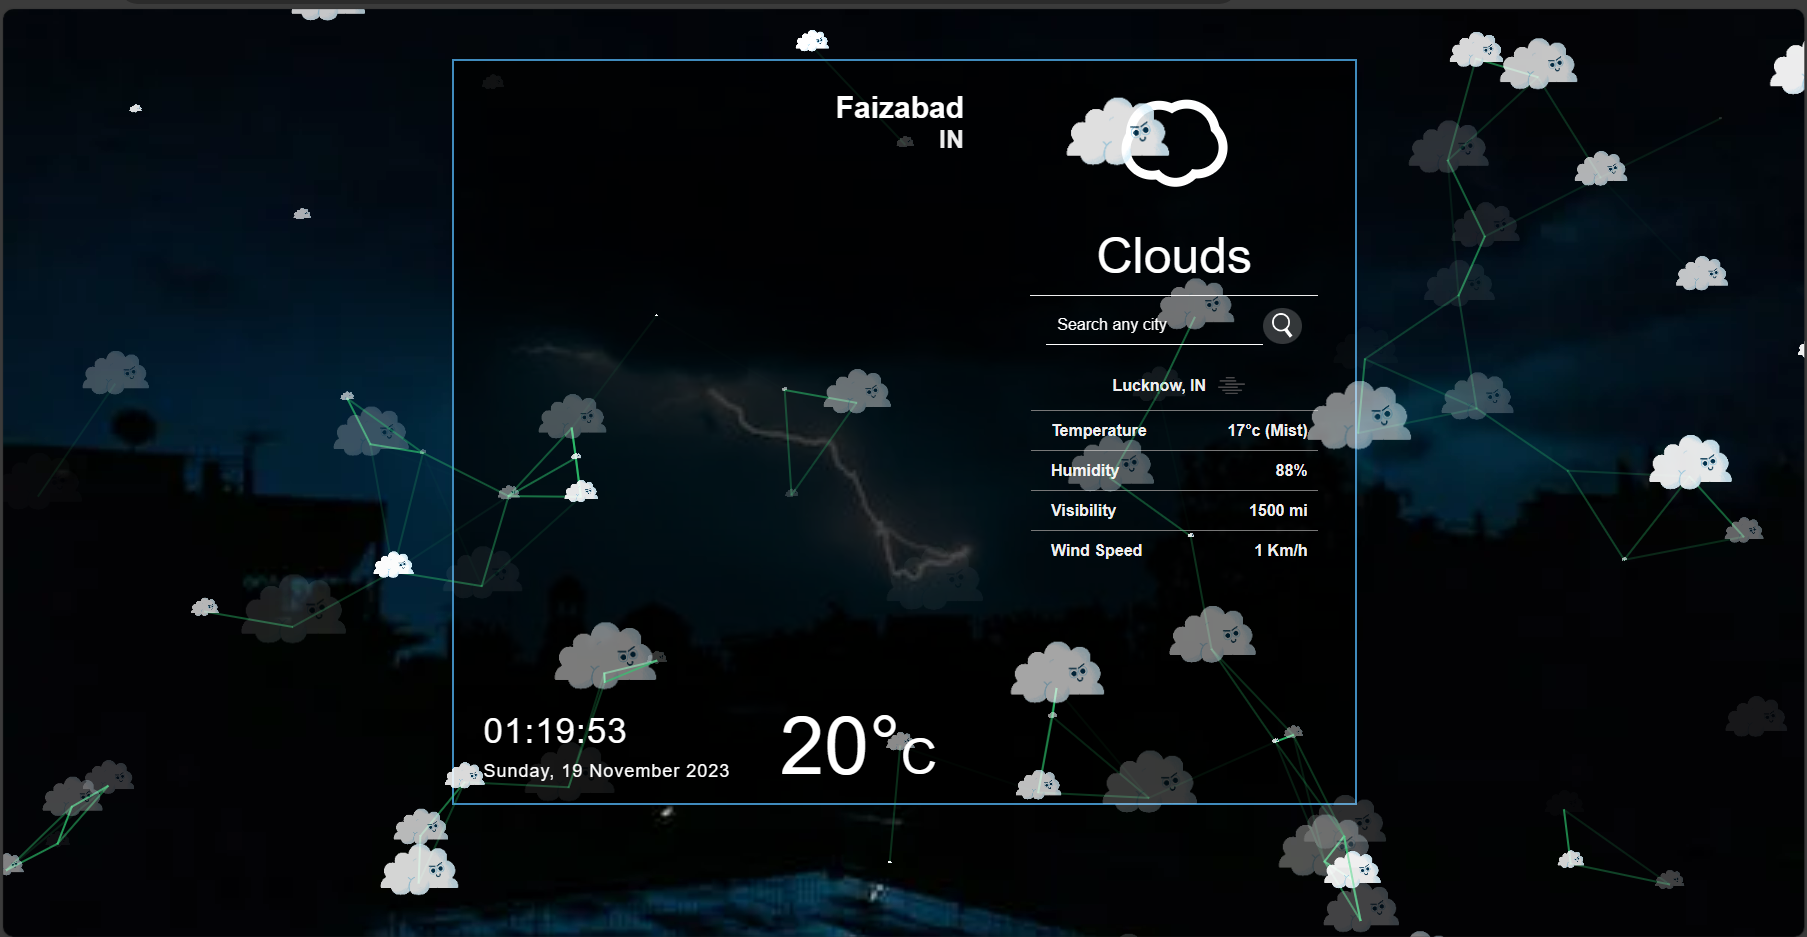 Faizabad
IN
Clouds
Search any city
Lucknow, IN
Temperature 17°c (Mist)
Humidity 88%
Visibility 1500 mi
Wind Speed 1 Km/h
01:19:53
Sunday, 19 November 2023
20°C